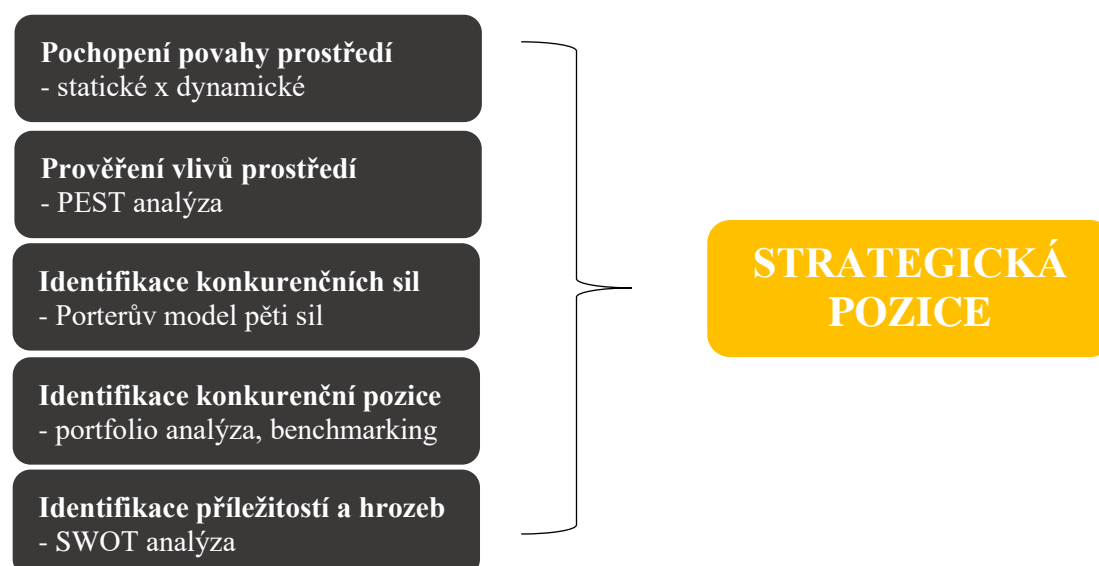 Pochopení povahy prostředí
- statické x dynamické
Prověření vlivů prostředí
- PEST analýza
Identifikace konkurenčních sil
- Porterův model pěti sil
Identifikace konkurenční pozice
- portfolio analýza, benchmarking
Identifikace příležitostí a hrozeb
- SWOT analýza
STRATEGICKÁ
POZICE